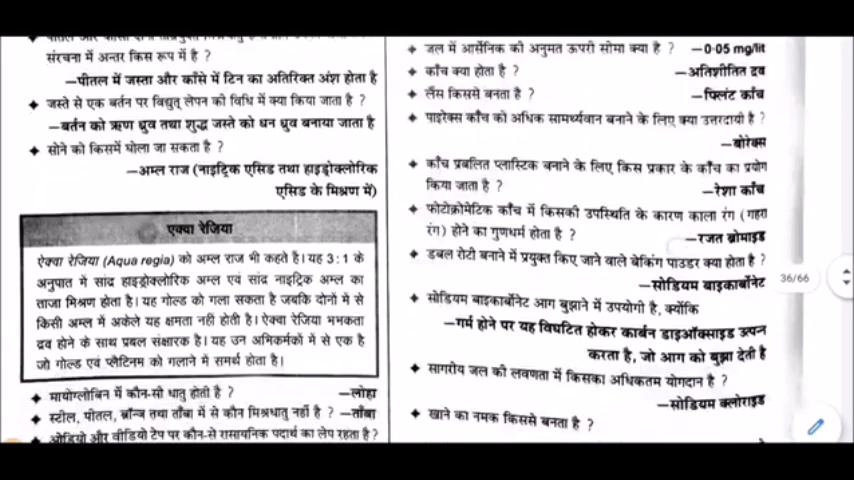 संरचना में अन्तर किस रूप में है ?
—पीतल में जस्ता और काँसे में टिन का अतिरिक्त अंश होता है
जस्ते से एक बर्तन पर विद्युत् लेपन की विधि में क्या किया जाता है ?
—बर्तन को ऋण ध्रुव तथा शुद्ध जस्ते को धन ध्रुव बनाया जाता है
सोने को किसमें घोला जा सकता है ?
—अम्ल राज (नाइट्रिक एसिड तथा हाइड्रोक्लोरिक
एसिड के मिश्रण में)
एक्वा रेजिया
ऐक्वा रेजिया (Aqua regia) को अम्ल राज भी कहते है। यह 3 : 1 के
अनुपात में सांद्र हाइड्रोक्लोरिक अम्ल एवं सांद्र नाइट्रिक अम्ल का
ताजा मिश्रण होता है। यह गोल्ड को गला सकता है जबकि दोनों में से
किसी अम्ल में अकेले यह क्षमता नही होती है। ऐक्वा रेजिया भभकता
द्रव होने के साथ प्रबल संक्षारक है। यह उन अभिकर्मकों में से एक है
जो गोल्ड एवं प्लैटिनम को गलाने में समर्थ होता है।
मायोग्लोबिन में कौन-सी धातु होती है ? —लोहा
स्टील, पीतल, ब्रॉन्ज तथा ताँबा में से कौन मिश्रधातु नहीं है ? —ताँबा
ओडियो और वीडियो टेप पर कौन-से रासायनिक पदार्थ का लेप रहता है ?
जल में आर्सेनिक की अनुमत ऊपरी सीमा क्या है ? —0·05 mg/lit
काँच क्या होता है ? —अतिशीतित द्रव
लैंस किससे बनता है ? —फ्लिंट काँच
पाइरेक्स काँच को अधिक सामर्थ्यवान बनाने के लिए क्या उत्तरदायी है ?
—बोरेक्स
काँच प्रबलित प्लास्टिक बनाने के लिए किस प्रकार के काँच का प्रयोग
किया जाता है ? —रेशा काँच
फोटोक्रोमेटिक काँच में किसकी उपस्थिति के कारण काला रंग (गहरा
रंग) होने का गुणधर्म होता है ? —रजत ब्रोमाइड
डबल रोटी बनाने में प्रयुक्त किए जाने वाले बेकिंग पाउडर क्या होता है ?
—सोडियम बाइकार्बोनेट
सोडियम बाइकार्बोनेट आग बुझाने में उपयोगी है, क्योंकि
—गर्म होने पर यह विघटित होकर कार्बन डाइऑक्साइड उत्पन्न
करता है, जो आग को बुझा देती है
सागरीय जल की लवणता में किसका अधिकतम योगदान है ?
—सोडियम क्लोराइड
खाने का नमक किससे बनता है ?
36/66